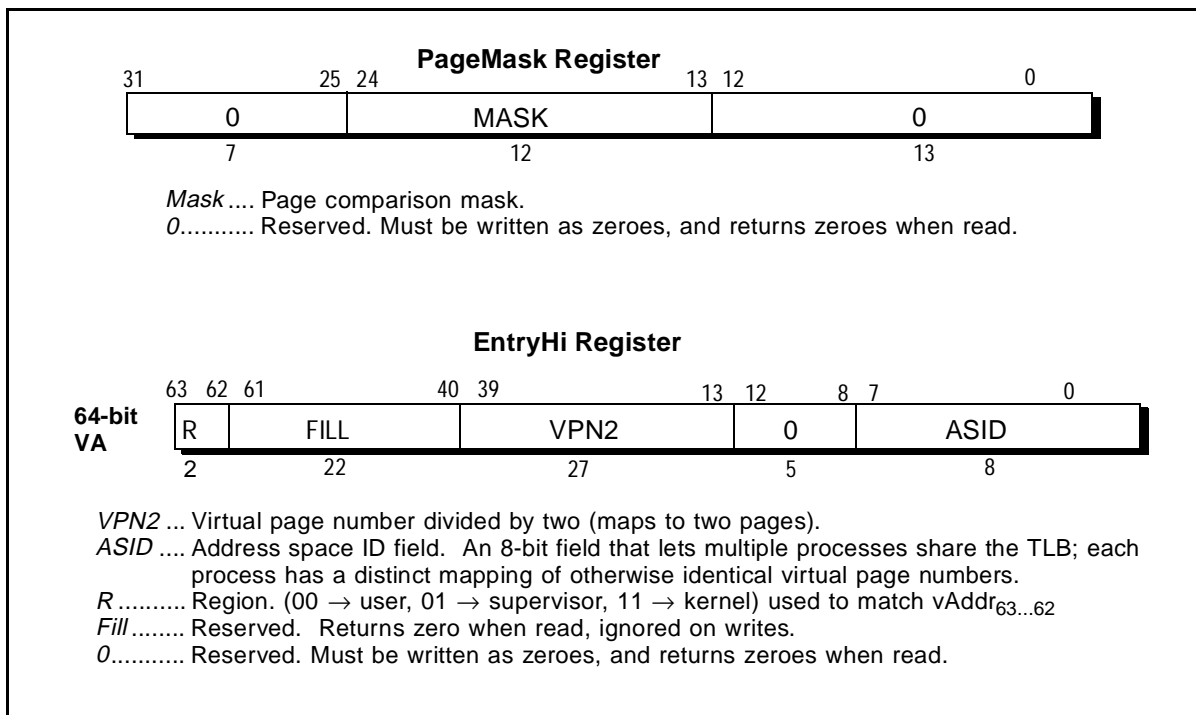 PageMask Register
31 25 24 13 12 0
0 MASK 0
7 12 13
Mask .... Page comparison mask.
0.......... Reserved. Must be written as zeroes, and returns zeroes when read.
EntryHi Register
63 62 61 40 39 13 12 8 7 0
64-bit
VA
R FILL VPN2 0 ASID
2 22 27 5 8
VPN2 ... Virtual page number divided by two (maps to two pages).
ASID .... Address space ID field. An 8-bit field that lets multiple processes share the TLB; each
process has a distinct mapping of otherwise identical virtual page numbers.
R .......... Region. (00 → user, 01 → supervisor, 11 → kernel) used to match vAddr63...62
Fill ........ Reserved. Returns zero when read, ignored on writes.
0........... Reserved. Must be written as zeroes, and returns zeroes when read.